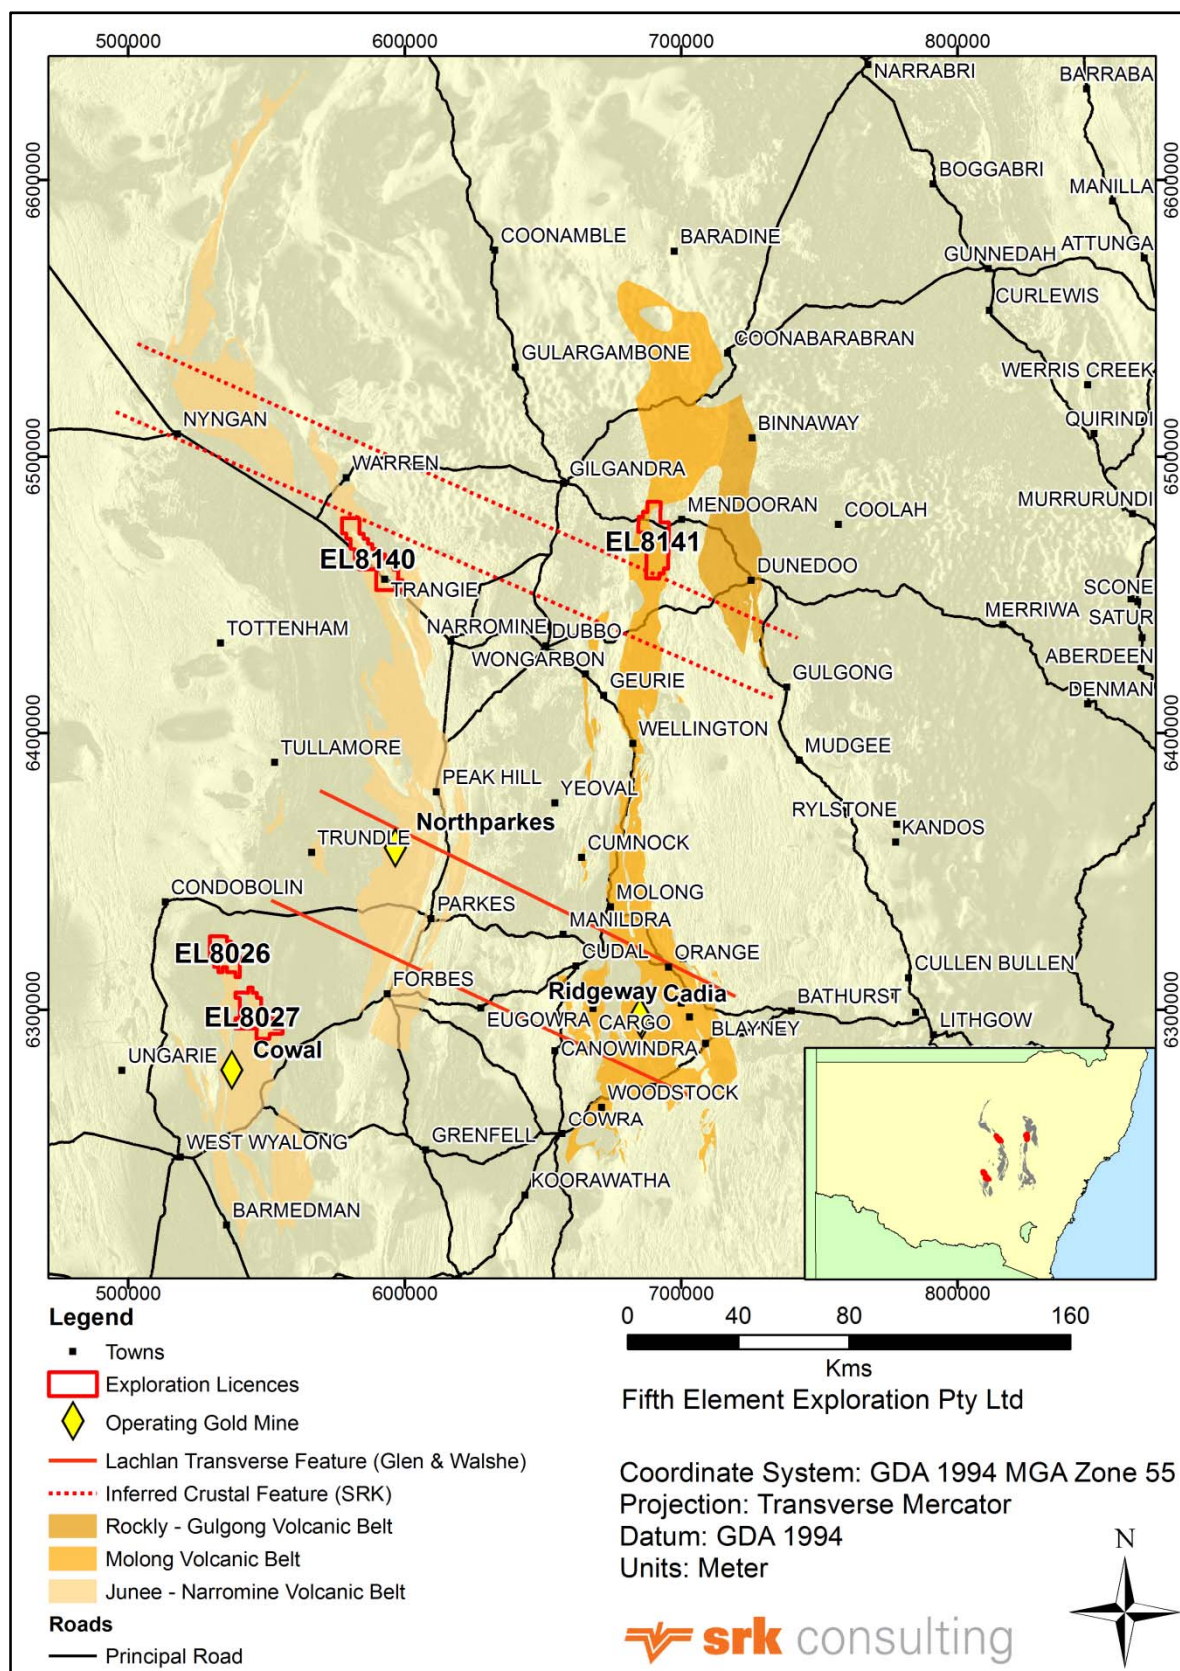 500000 600000 700000 800000
NARRABRI
BARRABA
6600000
6600000
BOGGABRI
MANILLA
COONAMBLE
BARADINE
ATTUNGA
GUNNEDAH
CURLEWIS
GULARGAMBONE
COONABARABRAN
WERRIS CREEK
NYNGAN
BINNAWAY
QUIRINDI
6500000
6500000
WARREN
GILGANDRA
MURRURUNDI
MENDOORAN
COOLAH
EL8140
EL8141
TRANGIE
DUNEDOO
SCONE
MERRIWA
SATUR
TOTTENHAM
NARROMINE
DUBBO
WONGARBON
ABERDEEN
GEURIE
GULGONG
DENMAN
6400000
6400000
WELLINGTON
TULLAMORE
MUDGEE
PEAK HILL
YEOVAL
RYLSTONE
Northparkes
KANDOS
TRUNDLE
CUMNOCK
CONDOBOLIN
MOLONG
PARKES
MANILDRA
EL8026
CUDAL
ORANGE
CULLEN BULLEN
FORBES
Ridgeway
Cadia
BATHURST
6300000
6300000
EL8027
EUGOWRA
CARGO
BLAYNEY
LITHGOW
UNGARIE
Cowal
CANOWINDRA
WOODSTOCK
COWRA
WEST WYALONG
GRENFELL
KOORAWATHA
BARMEDMAN
500000 600000 700000 800000
Legend
Towns
Exploration Licences
Operating Gold Mine
Lachlan Transverse Feature (Glen & Walshe)
Inferred Crustal Feature (SRK)
Rockly - Gulgong Volcanic Belt
Molong Volcanic Belt
Junee - Narromine Volcanic Belt
Roads
Principal Road
0 40 80 160
Kms
Fifth Element Exploration Pty Ltd
Coordinate System: GDA 1994 MGA Zone 55
Projection: Transverse Mercator
Datum: GDA 1994
Units: Meter
N
srk consulting